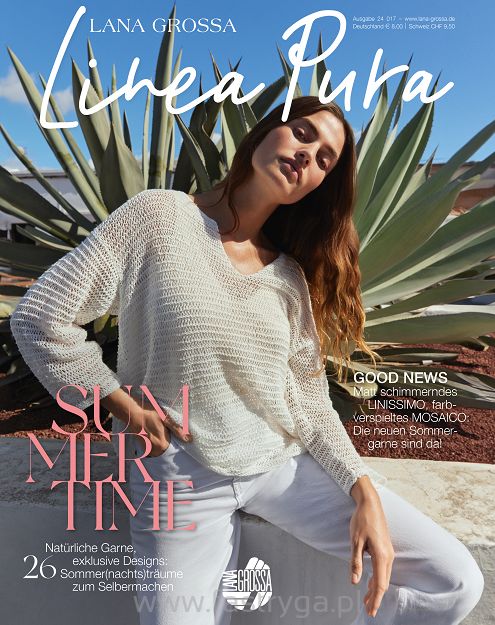 LANA GROSSA
Linea Pura
Ausgabe 24 017 – www.lana-grossa.de
Deutschland € 8,00 | Schweiz CHF 9,50
GOOD NEWS
Matt schimmerndes
LINISSIMO, farb-
verspieltes MOSAICO:
Die neuen Sommer-
garne sind da!
SUM
MER
TIME
26 Natürliche Garne,
exklusive Designs:
Sommer(nachts)träume
zum Selbermachen
LANA
GROSSA